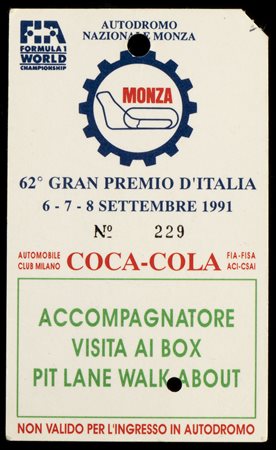 FIA
FORMULA 1
WORLD
CHAMPIONSHIP
AUTODROMO
NAZIONALE MONZA
MONZA
62° GRAN PREMIO D'ITALIA
6 - 7 - 8 SETTEMBRE 1991
Nº 229
AUTOMOBILE
CLUB MILANO
COCA-COLA
FIA-FISA
ACI-CSAI
ACCOMPAGNATORE
VISITA AI BOX
PIT LANE WALK ABOUT
NON VALIDO PER L'INGRESSO IN AUTODROMO